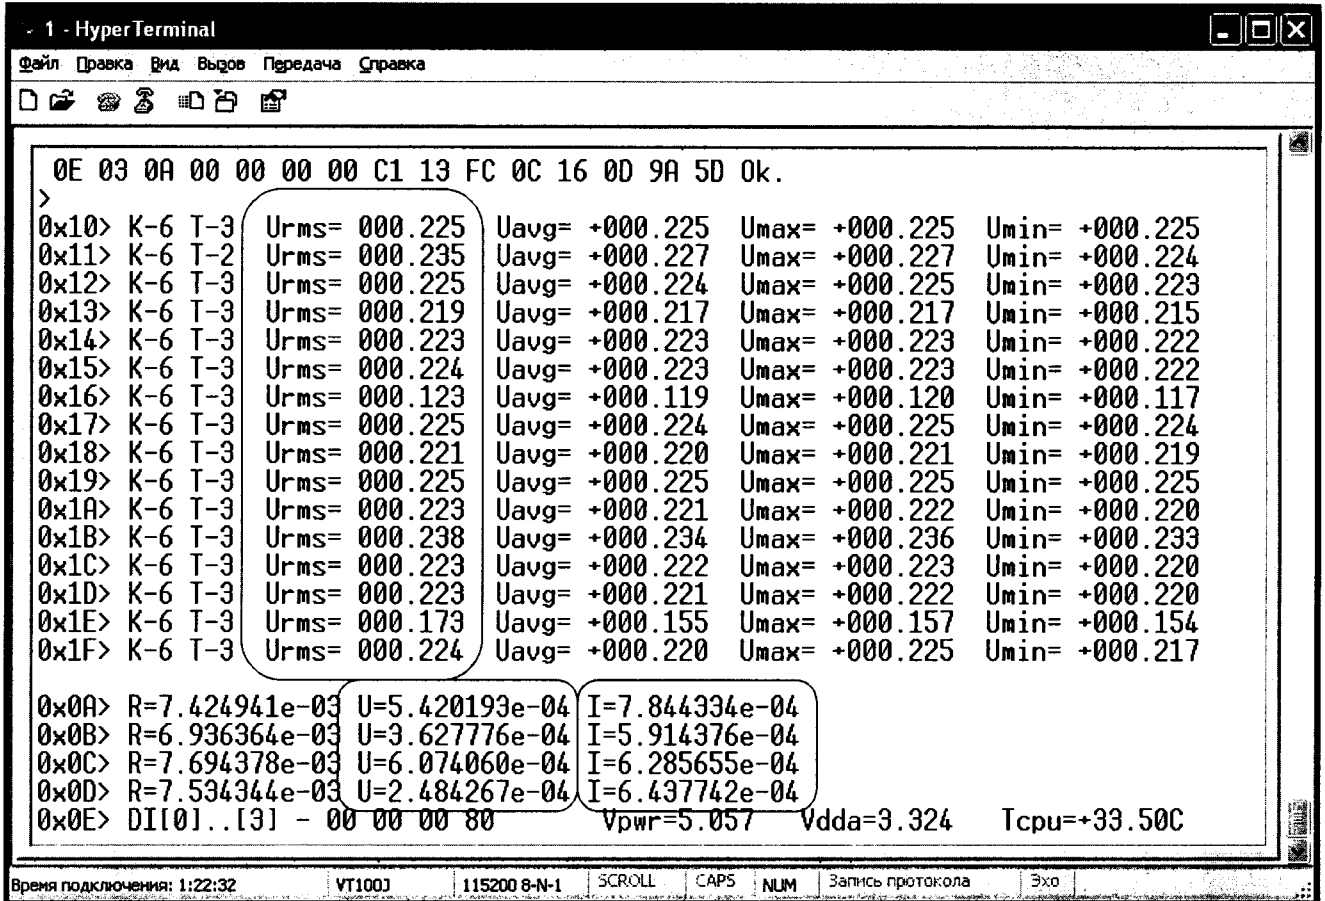 1 - HyperTerminal
Файл Правка Вид Вызов Передача Справка
0E 03 0A 00 00 00 00 C1 13 FC 0C 16 0D 9A 5D Ok.
>
0x10> K-6 T-3 Urms= 000.225 Uavg= +000.225 Umax= +000.225 Umin= +000.225
0x11> K-6 T-2 Urms= 000.235 Uavg= +000.227 Umax= +000.227 Umin= +000.224
0x12> K-6 T-3 Urms= 000.225 Uavg= +000.224 Umax= +000.225 Umin= +000.223
0x13> K-6 T-3 Urms= 000.219 Uavg= +000.217 Umax= +000.217 Umin= +000.215
0x14> K-6 T-3 Urms= 000.223 Uavg= +000.223 Umax= +000.223 Umin= +000.222
0x15> K-6 T-3 Urms= 000.224 Uavg= +000.223 Umax= +000.223 Umin= +000.222
0x16> K-6 T-3 Urms= 000.123 Uavg= +000.119 Umax= +000.120 Umin= +000.117
0x17> K-6 T-3 Urms= 000.225 Uavg= +000.224 Umax= +000.225 Umin= +000.224
0x18> K-6 T-3 Urms= 000.221 Uavg= +000.220 Umax= +000.221 Umin= +000.219
0x19> K-6 T-3 Urms= 000.225 Uavg= +000.225 Umax= +000.225 Umin= +000.225
0x1A> K-6 T-3 Urms= 000.223 Uavg= +000.221 Umax= +000.222 Umin= +000.220
0x1B> K-6 T-3 Urms= 000.238 Uavg= +000.234 Umax= +000.236 Umin= +000.233
0x1C> K-6 T-3 Urms= 000.223 Uavg= +000.222 Umax= +000.223 Umin= +000.220
0x1D> K-6 T-3 Urms= 000.223 Uavg= +000.221 Umax= +000.222 Umin= +000.220
0x1E> K-6 T-3 Urms= 000.173 Uavg= +000.155 Umax= +000.157 Umin= +000.154
0x1F> K-6 T-3 Urms= 000.224 Uavg= +000.220 Umax= +000.225 Umin= +000.217
0x0A> R=7.424941e-03 U=5.420193e-04 I=7.844334e-04
0x0B> R=6.936364e-03 U=3.627776e-04 I=5.914376e-04
0x0C> R=7.694378e-03 U=6.074060e-04 I=6.285655e-04
0x0D> R=7.534344e-03 U=2.484267e-04 I=6.437742e-04
0x0E> DI[0]..[3] - 00 00 00 80 Vpwr=5.057 Vdda=3.324 Tcpu=+33.50C
Время подключения: 1:22:32 VT100J 115200 8-N-1 SCROLL CAPS NUM Запись протокола Эхо